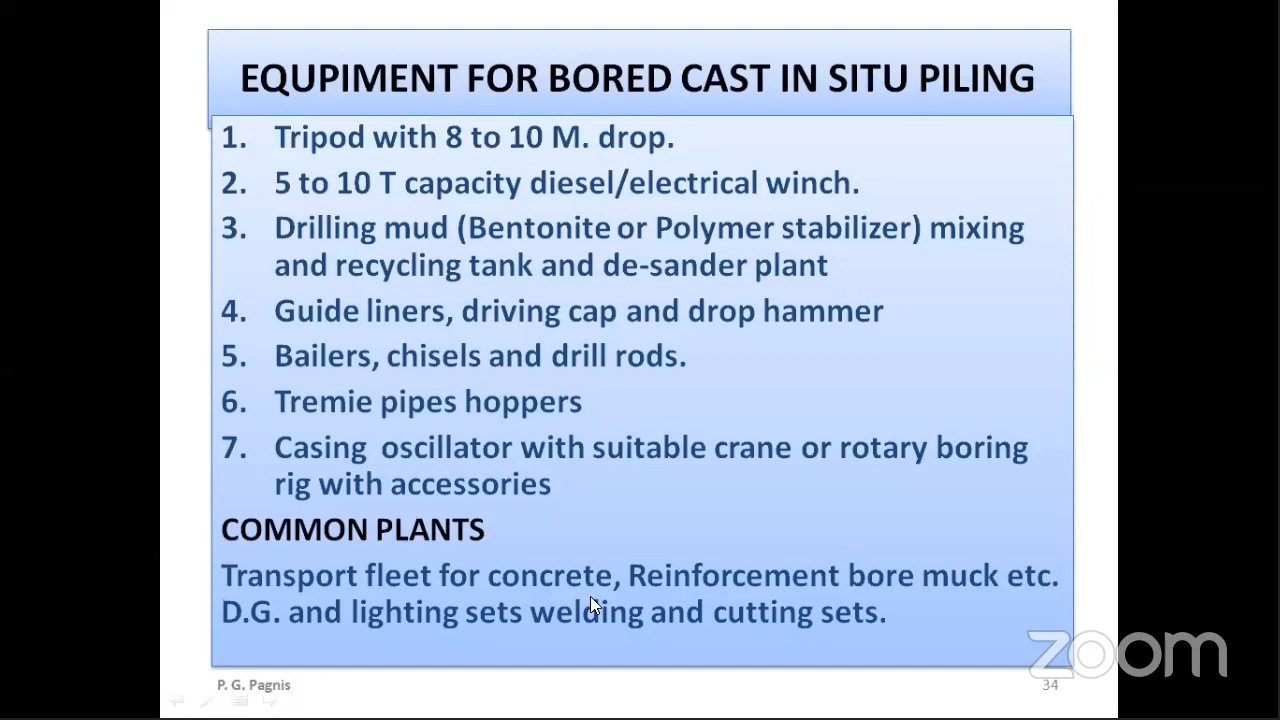 EQUPIMENT FOR BORED CAST IN SITU PILING
1. Tripod with 8 to 10 M. drop.
2. 5 to 10 T capacity diesel/electrical winch.
3. Drilling mud (Bentonite or Polymer stabilizer) mixing
and recycling tank and de-sander plant
4. Guide liners, driving cap and drop hammer
5. Bailers, chisels and drill rods.
6. Tremie pipes hoppers
7. Casing oscillator with suitable crane or rotary boring
rig with accessories
COMMON PLANTS
Transport fleet for concrete, Reinforcement bore muck etc.
D.G. and lighting sets welding and cutting sets.
zoom
P. G. Pagnis
34